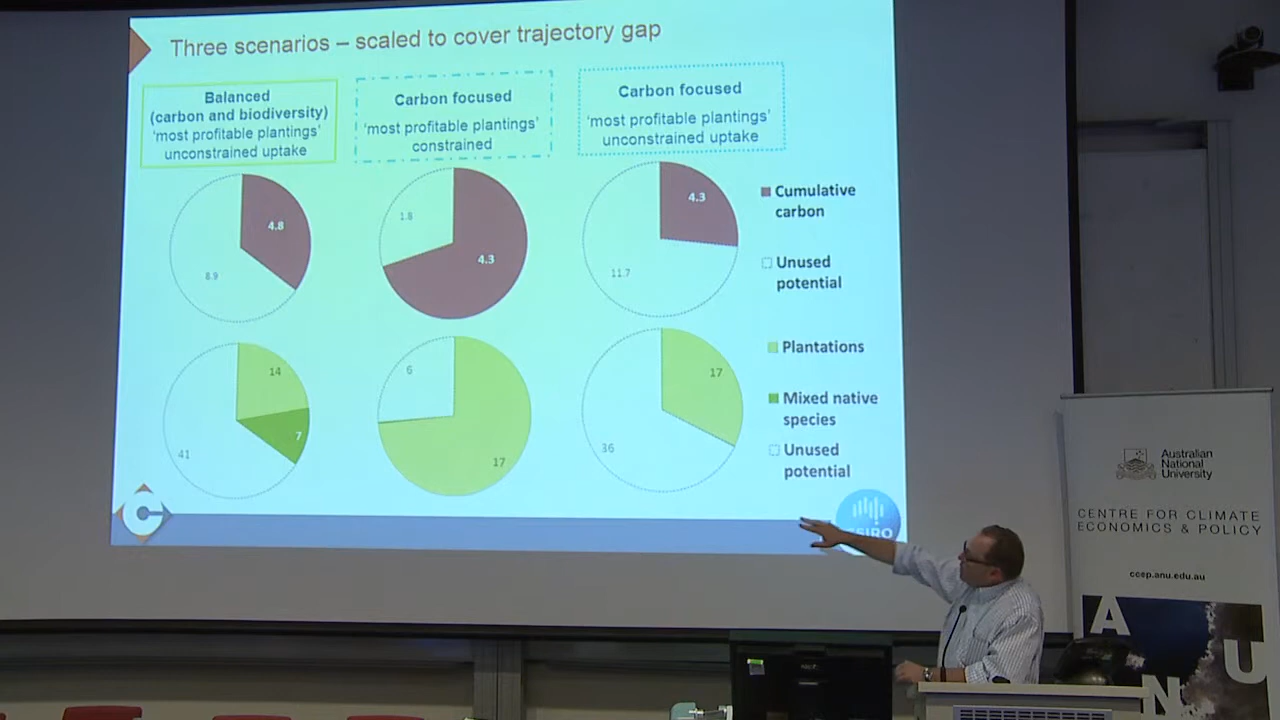 Three scenarios – scaled to cover trajectory gap
Balanced
(carbon and biodiversity)
'most profitable plantings'
unconstrained uptake
Carbon focused
'most profitable plantings'
constrained
Carbon focused
'most profitable plantings'
unconstrained uptake
4.8
8.9
1.8
4.3
4.3
11.7
Cumulative
carbon
Unused
potential
14
7
41
6
17
17
36
Plantations
Mixed native
species
Unused
potential
CSIRO
Australian
National
University
CENTRE FOR CLIMATE
ECONOMICS & POLICY
ccep.anu.edu.au
A
N
U